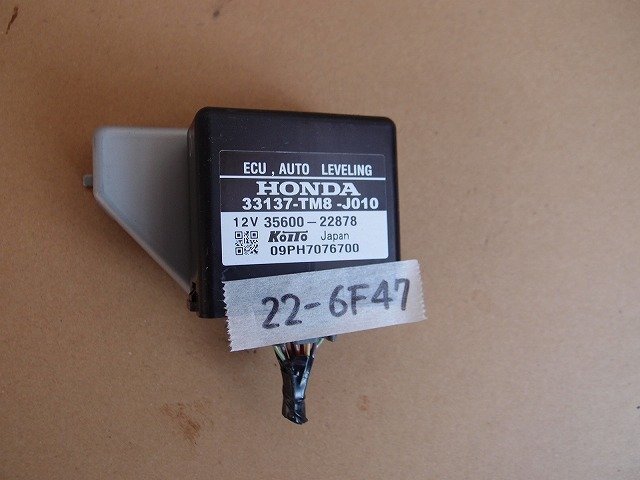 ECU , AUTO LEVELING
HONDA
33137-TM8 -J010
12V 35600-22878
KOITO Japan
09PH7076700
22-6F47